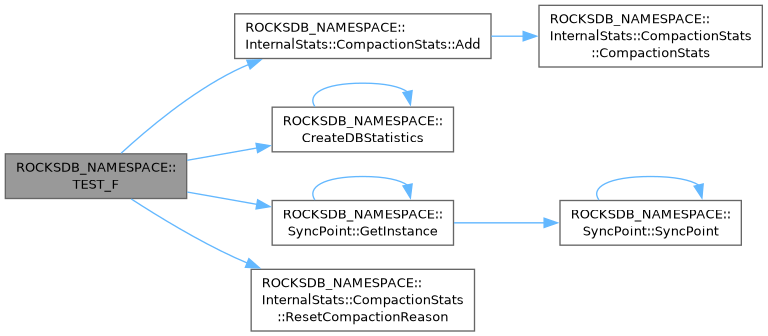 ROCKSDB_NAMESPACE::
TEST_F
ROCKSDB_NAMESPACE::
InternalStats::CompactionStats::Add
ROCKSDB_NAMESPACE::
InternalStats::CompactionStats
::CompactionStats
ROCKSDB_NAMESPACE::
CreateDBStatistics
ROCKSDB_NAMESPACE::
SyncPoint::GetInstance
ROCKSDB_NAMESPACE::
SyncPoint::SyncPoint
ROCKSDB_NAMESPACE::
InternalStats::CompactionStats
::ResetCompactionReason